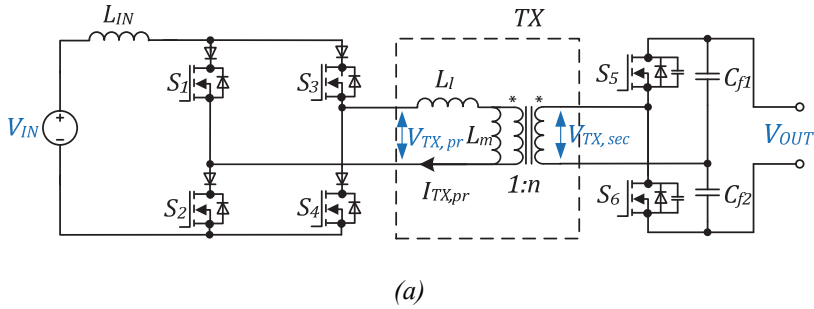 L_IN
TX
S_1
S_3
L_l
*
*
S_5
C_f1
V_IN
+
−
V_TX, pr
L_m
V_TX, sec
V_OUT
I_TX,pr
1:n
S_2
S_4
S_6
C_f2
(a)